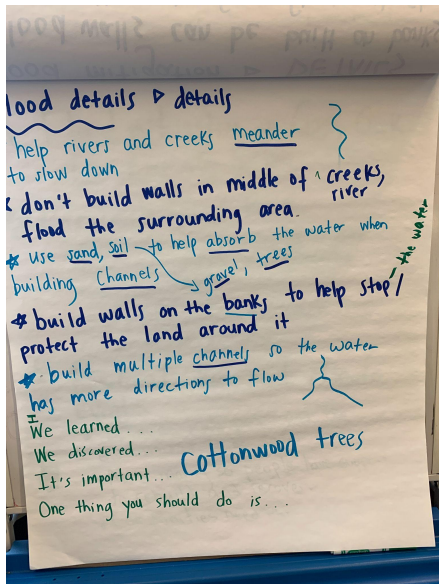 lood details ▷ details
help rivers and creeks meander
to slow down
* don't build walls in middle of ^ creeks, river
flood the surrounding area.
* use sand, soil to help absorb the water when
building channels gravel, trees
* build walls on the banks to help stop/ the water
protect the land around it
* build multiple channels so the water
has more directions to flow
I
We learned...
We discovered...
It's important...
Cottonwood trees
One thing you should do is...